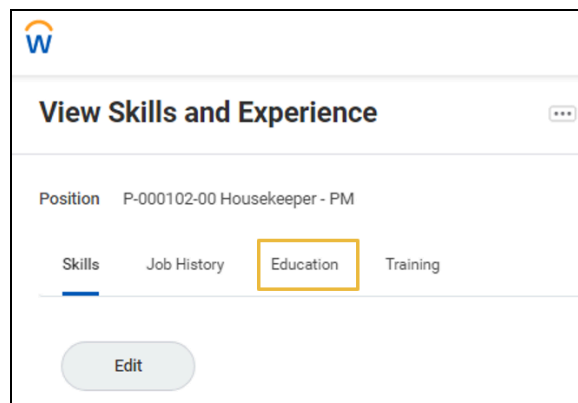 W
View Skills and Experience
Position P-000102-00 Housekeeper - PM
Skills Job History Education Training
Edit